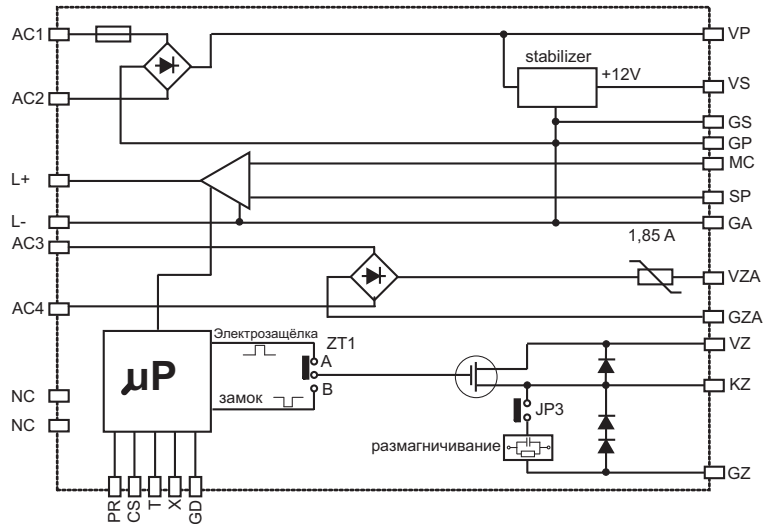 AC1
VP
stabilizer
+12V
AC2
VS
GS
GP
MC
L+
SP
L-
GA
AC3
1,85 A
VZA
AC4
GZA
Электрозащёлка
ZT1
VZ
A
µP
KZ
B
NC
замок
JP3
NC
размагничивание
GZ
PR
CS
T
X
GD